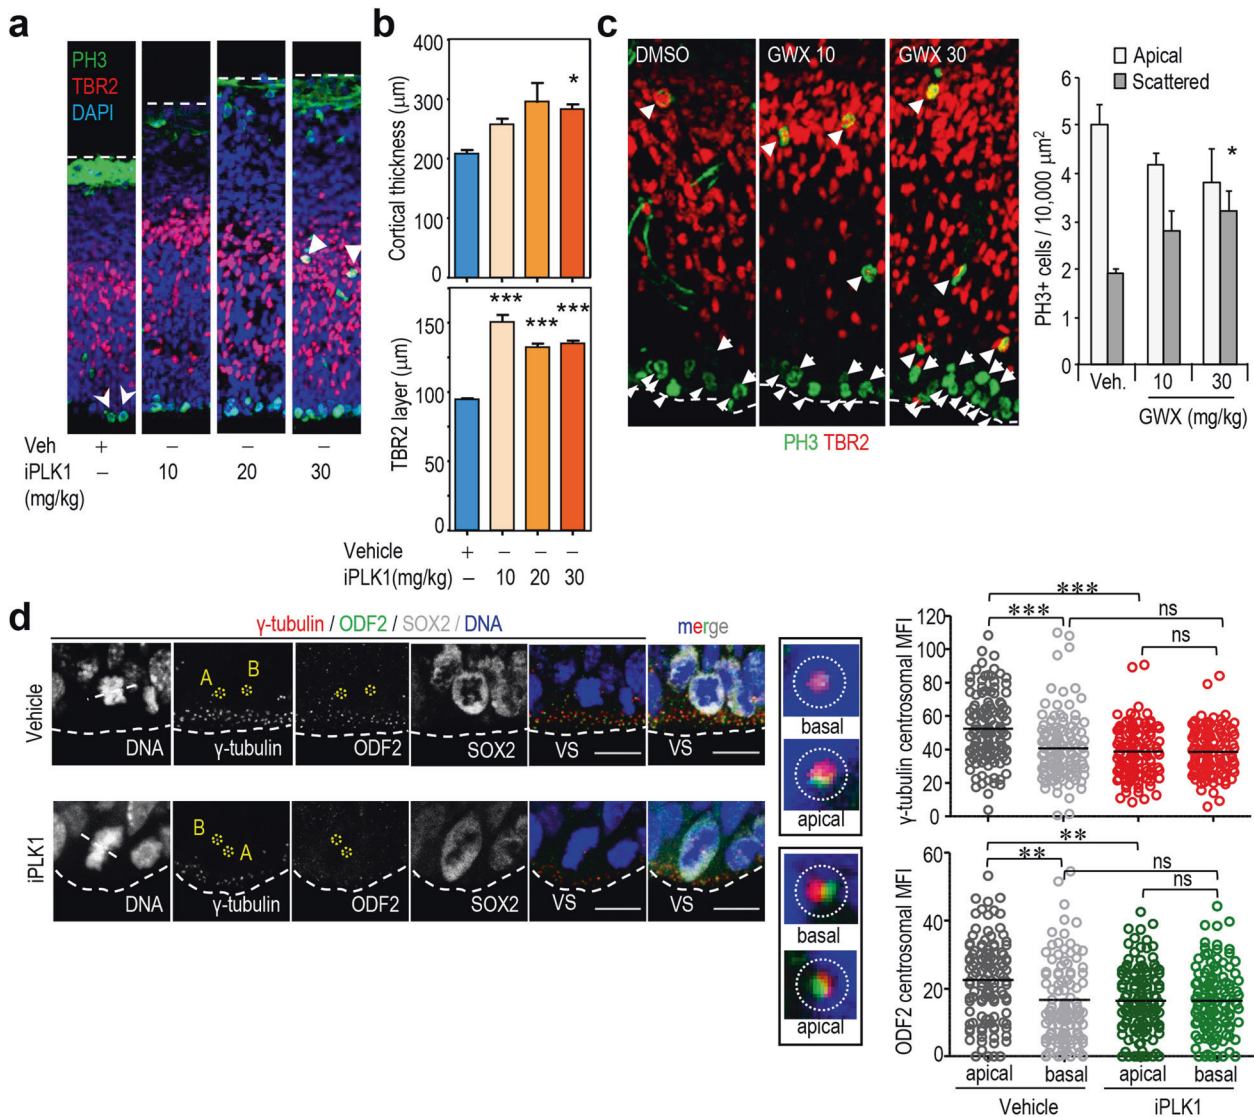 a
PH3
TBR2
DAPI
Veh + – – –
iPLK1 – 10 20 30
(mg/kg)
b
400
300
200
100
0
Cortical thickness (μm)
*
150
100
50
0
TBR2 layer (μm)
*** *** ***
Vehicle + – – –
iPLK1(mg/kg) – 10 20 30
c
DMSO GWX 10 GWX 30
PH3 TBR2
Apical
Scattered
6
5
4
3
2
1
0
PH3+ cells / 10,000 μm²
*
Veh. 10 30
GWX (mg/kg)
d
γ-tubulin / ODF2 / SOX2 / DNA merge
Vehicle
A B
DNA γ-tubulin ODF2 SOX2 VS VS
basal
apical
iPLK1
B A
DNA γ-tubulin ODF2 SOX2 VS VS
basal
apical
γ-tubulin centrosomal MFI
120
100
80
60
40
20
0
***
*** ns
ns
ODF2 centrosomal MFI
60
40
20
0
**
** ns
ns
apical basal apical basal
Vehicle iPLK1